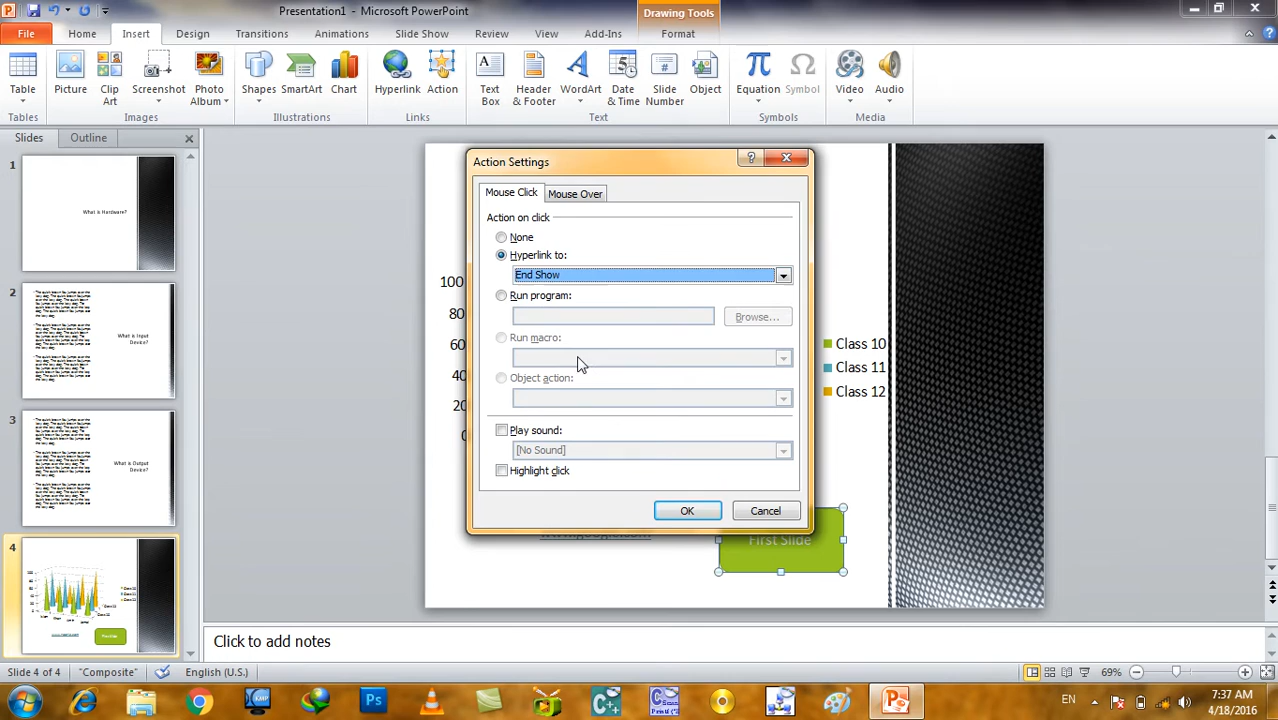 Presentation1 - Microsoft PowerPoint
Drawing Tools
File Home Insert Design Transitions Animations Slide Show Review View Add-Ins Format
Table Picture Clip Art Screenshot Photo Album Shapes SmartArt Chart Hyperlink Action Text Box Header & Footer WordArt Date & Time Slide Number Object Equation Symbol Video Audio
Tables Images Illustrations Links Text Symbols Media
Slides Outline
1
What is Hardware?
2
What is Input Device?
3
What is Output Device?
4
Action Settings
Mouse Click Mouse Over
Action on click
None
Hyperlink to:
End Show
Run program:
Browse...
Run macro:
Object action:
Play sound:
[No Sound]
Highlight click
OK Cancel
100
80
60
40
20
0
Class 10
Class 11
Class 12
First Slide
Click to add notes
Slide 4 of 4 "Composite" English (U.S.) 69%
Ps
EN
7:37 AM
4/18/2016